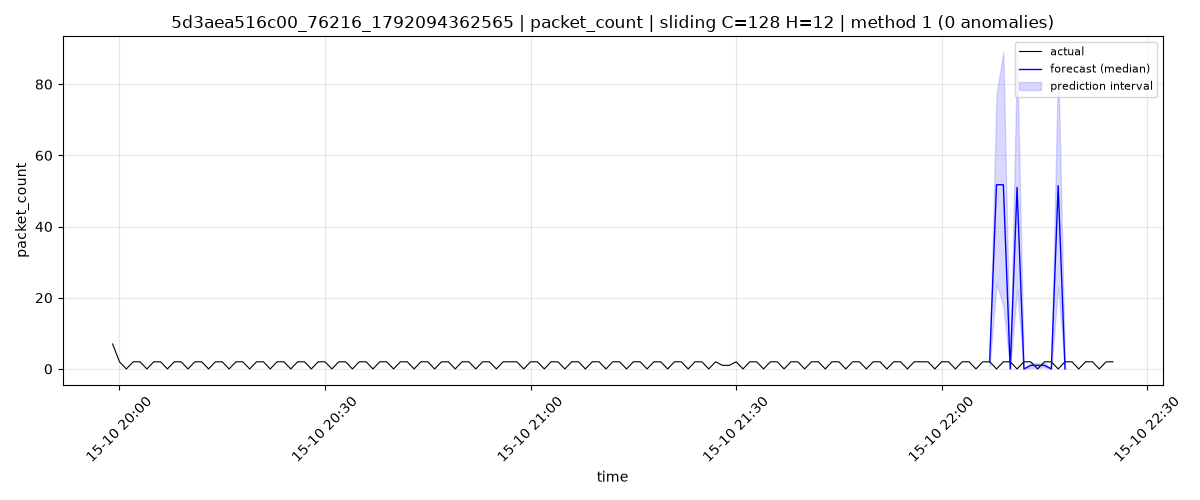 5d3aea516c00_76216_1792094362565 | packet_count | sliding C=128 H=12 | method 1 (0 anomalies)
actual
forecast (median)
prediction interval
packet_count
80
60
40
20
0
15-10 20:00
15-10 20:30
15-10 21:00
15-10 21:30
15-10 22:00
15-10 22:30
time